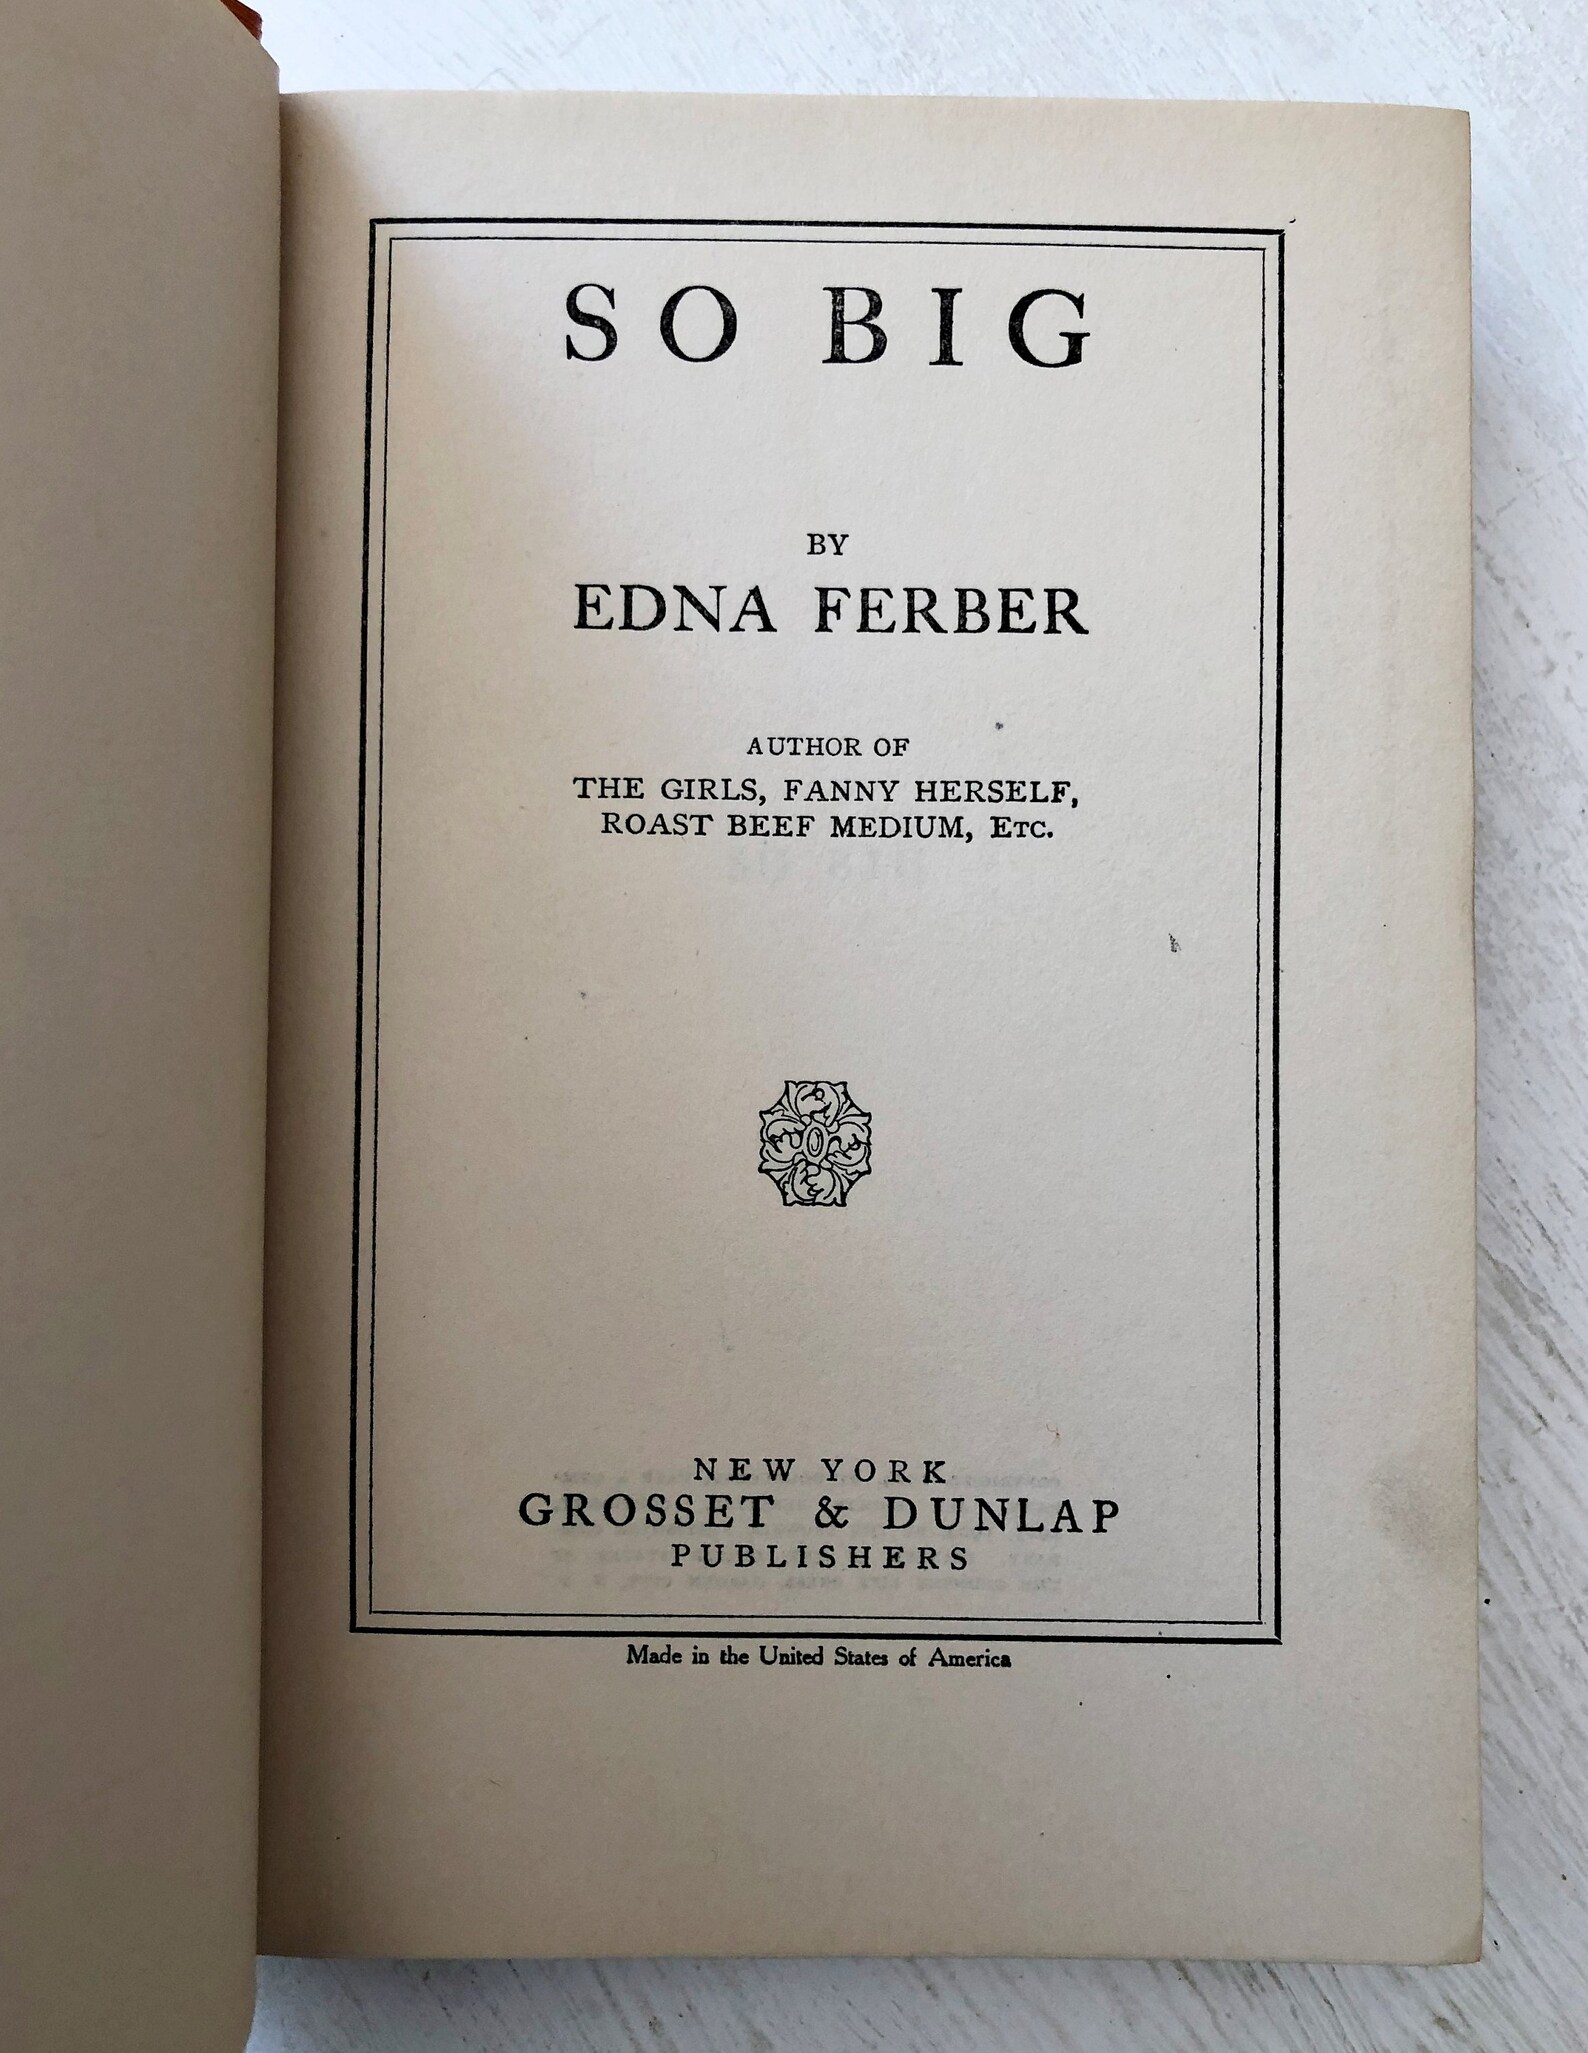 SO BIG
BY
EDNA FERBER
AUTHOR OF
THE GIRLS, FANNY HERSELF,
ROAST BEEF MEDIUM, ETC.
NEW YORK
GROSSET & DUNLAP
PUBLISHERS
Made in the United States of America